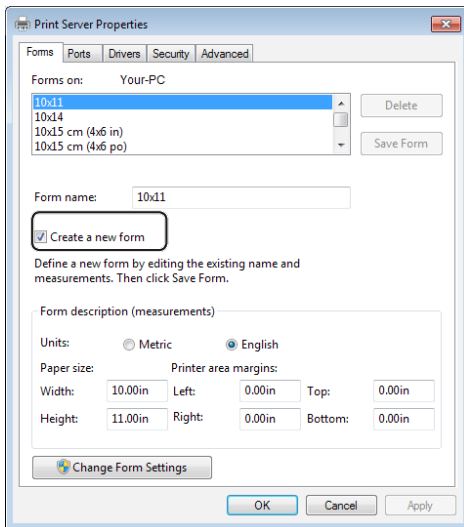 Print Server Properties
Forms Ports Drivers Security Advanced
Forms on: Your-PC
10x11
10x14
10x15 cm (4x6 in)
10x15 cm (4x6 po)
Delete
Save Form
Form name: 10x11
Create a new form
Define a new form by editing the existing name and
measurements. Then click Save Form.
Form description (measurements)
Units: Metric English
Paper size: Printer area margins:
Width: 10.00in Left: 0.00in Top: 0.00in
Height: 11.00in Right: 0.00in Bottom: 0.00in
Change Form Settings
OK Cancel Apply